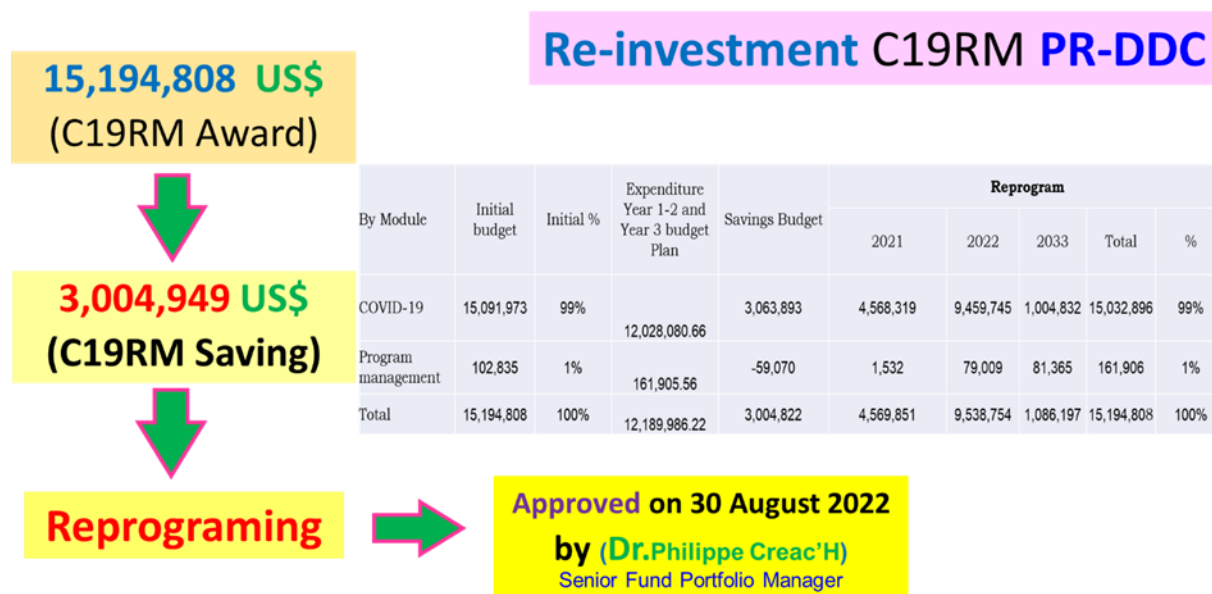 Re-investment C19RM PR-DDC
15,194,808 US$
(C19RM Award)
3,004,949 US$
(C19RM Saving)
Reprograming
By Module
Initial
budget
Initial %
Expenditure
Year 1-2 and
Year 3 budget
Plan
Savings Budget
Reprogram
2021 2022 2033 Total %
COVID-19 15,091,973 99% 12,028,080.66 3,063,893 4,568,319 9,459,745 1,004,832 15,032,896 99%
Program
management 102,835 1% 161,905.56 -59,070 1,532 79,009 81,365 161,906 1%
Total 15,194,808 100% 12,189,986.22 3,004,822 4,569,851 9,538,754 1,086,197 15,194,808 100%
Approved on 30 August 2022
by (Dr.Philippe Creac'H)
Senior Fund Portfolio Manager